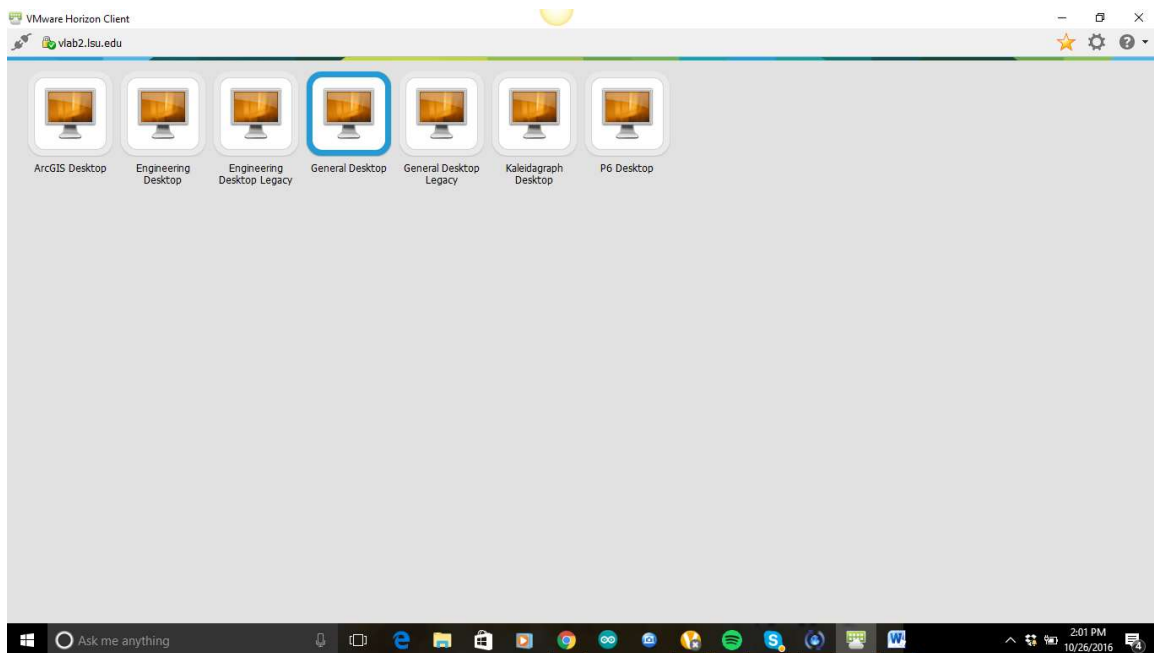 VMware Horizon Client
vlab2.lsu.edu
ArcGIS Desktop
Engineering
Desktop
Engineering
Desktop Legacy
General Desktop
General Desktop
Legacy
Kaleidagraph
Desktop
P6 Desktop
Ask me anything
2:01 PM
10/26/2016
4